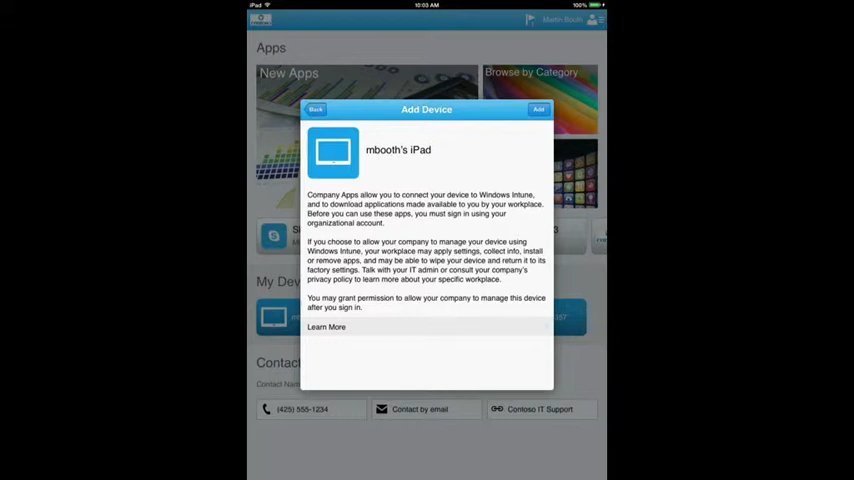 iPad
10:03 AM
100%
Martin Booth
Apps
New Apps
Browse by Category
Back
Add Device
Add
mbooth's iPad
Company Apps allow you to connect your device to Windows Intune,
and to download applications made available to you by your workplace.
Before you can use these apps, you must sign in using your
organizational account.
If you choose to allow your company to manage your device using
Windows Intune, your workplace may apply settings, collect info, install
or remove apps, and may be able to wipe your device and return it to its
factory settings. Talk with your IT admin or consult your company's
privacy policy to learn more about your specific workplace.
You may grant permission to allow your company to manage this device
after you sign in.
Learn More
My Dev
Contac
Contact Nam
(425) 555-1234
Contact by email
Contoso IT Support